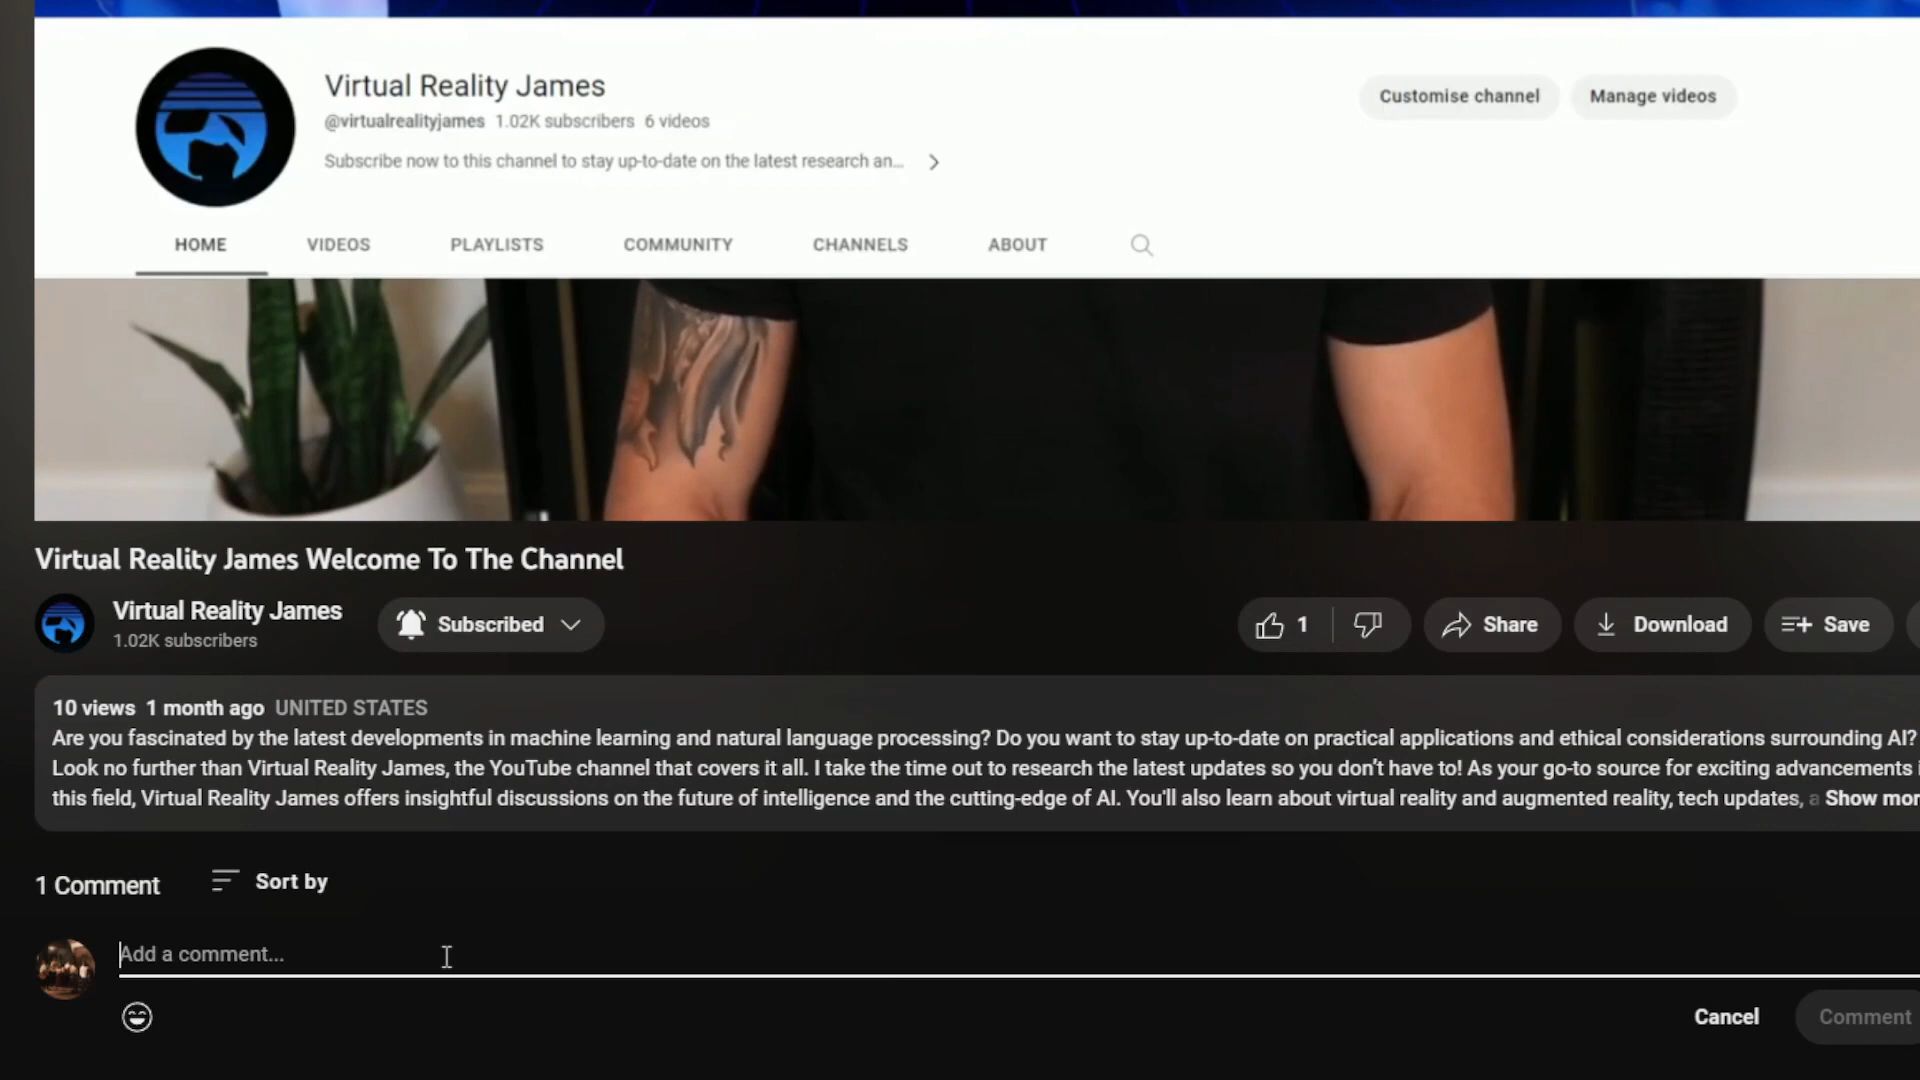 Virtual Reality James
@virtualrealityjames 1.02K subscribers 6 videos
Subscribe now to this channel to stay up-to-date on the latest research an...
Customise channel
Manage videos
HOME VIDEOS PLAYLISTS COMMUNITY CHANNELS ABOUT
Virtual Reality James Welcome To The Channel
Virtual Reality James
1.02K subscribers
Subscribed
1
Share
Download
Save
10 views 1 month ago UNITED STATES
Are you fascinated by the latest developments in machine learning and natural language processing? Do you want to stay up-to-date on practical applications and ethical considerations surrounding AI?
Look no further than Virtual Reality James, the YouTube channel that covers it all. I take the time out to research the latest updates so you don't have to! As your go-to source for exciting advancements i
this field, Virtual Reality James offers insightful discussions on the future of intelligence and the cutting-edge of AI. You'll also learn about virtual reality and augmented reality, tech updates, a Show mor
1 Comment
Sort by
Add a comment...
Cancel
Comment